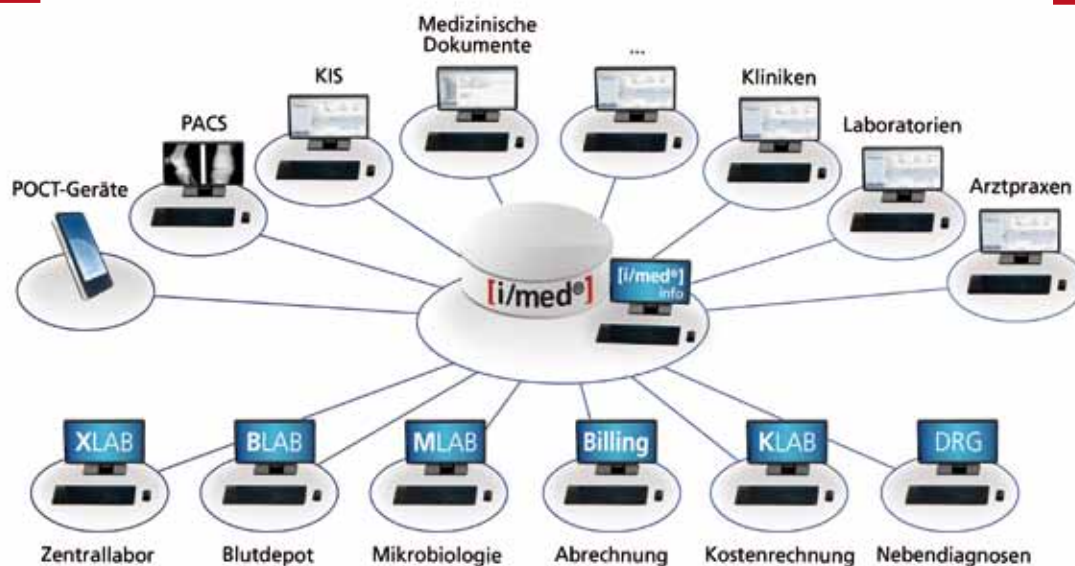 Medizinische
Dokumente
...
KIS
Kliniken
PACS
Laboratorien
POCT-Geräte
Arztpraxen
[i/med®]
[i/med®]
info
XLAB
BLAB
MLAB
Billing
KLAB
DRG
Zentrallabor
Blutdepot
Mikrobiologie
Abrechnung
Kostenrechnung
Nebendiagnosen